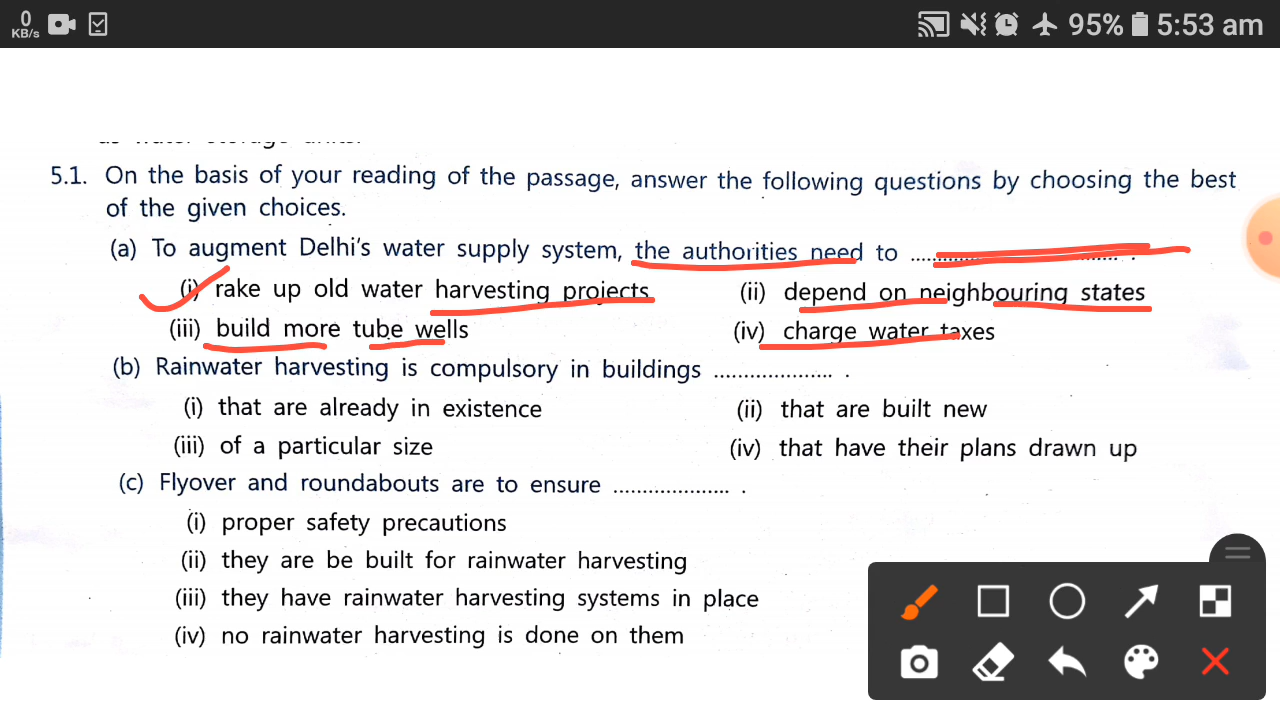 0
KB/s
95% 5:53 am
5.1. On the basis of your reading of the passage, answer the following questions by choosing the best
of the given choices.
(a) To augment Delhi's water supply system, the authorities need to .................................. .
(i) rake up old water harvesting projects (ii) depend on neighbouring states
(iii) build more tube wells (iv) charge water taxes
(b) Rainwater harvesting is compulsory in buildings .................... .
(i) that are already in existence (ii) that are built new
(iii) of a particular size (iv) that have their plans drawn up
(c) Flyover and roundabouts are to ensure .................... .
(i) proper safety precautions
(ii) they are be built for rainwater harvesting
(iii) they have rainwater harvesting systems in place
(iv) no rainwater harvesting is done on them